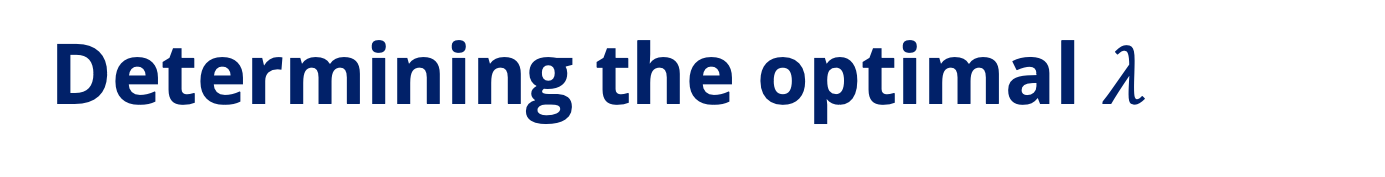 Determining the optimal λ